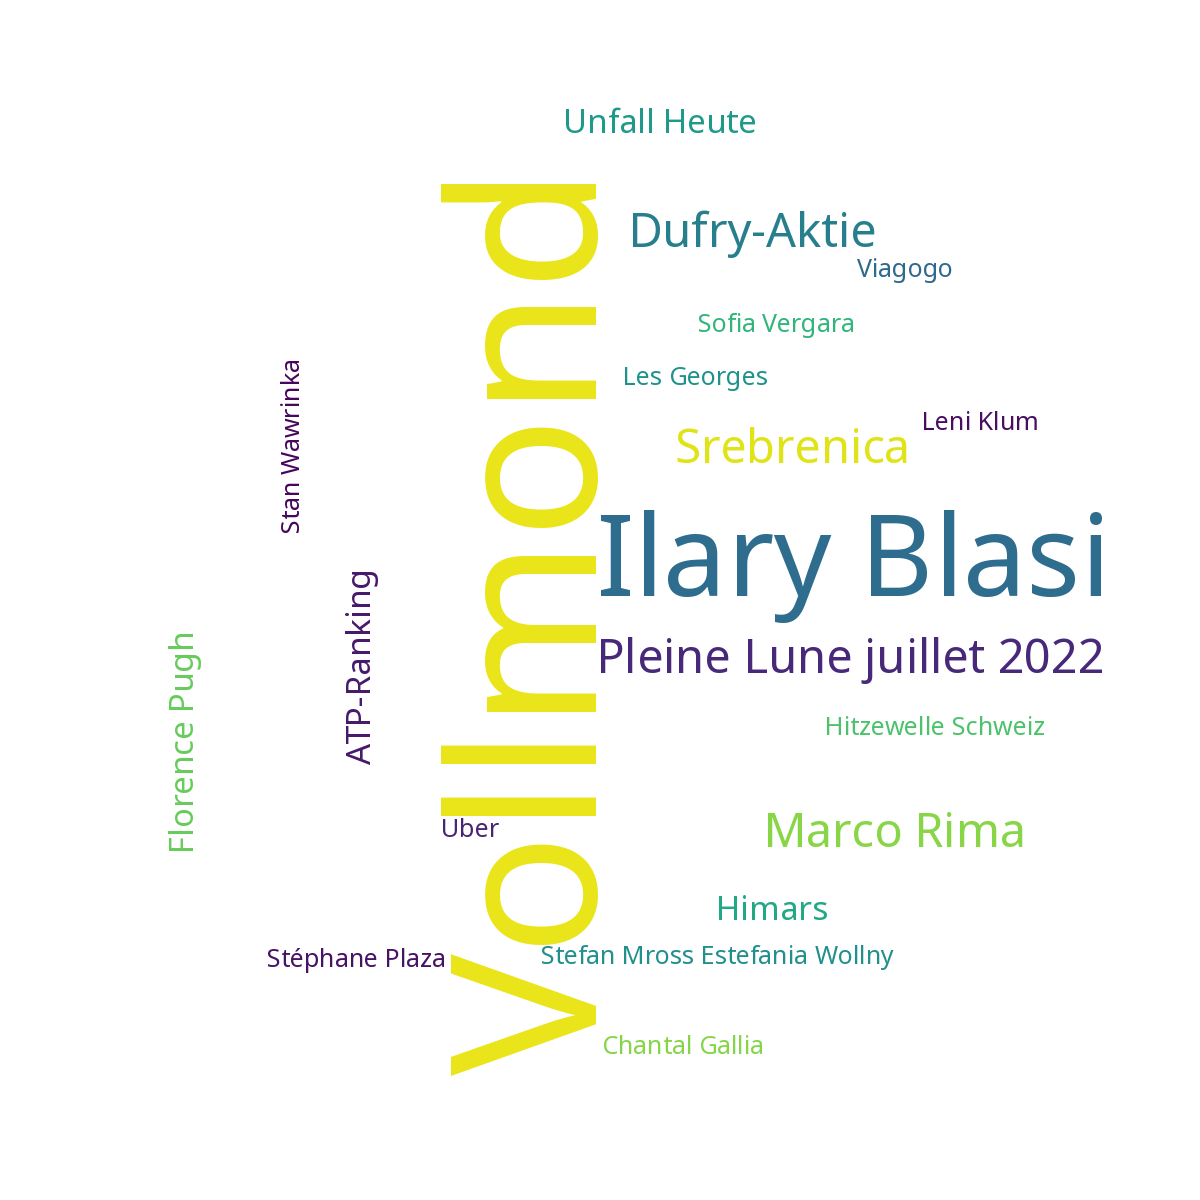 Unfall Heute
Vollmond
Dufry-Aktie
Viagogo
Sofia Vergara
Les Georges
Stan Wawrinka
Leni Klum
Srebrenica
Ilary Blasi
ATP-Ranking
Florence Pugh
Pleine Lune juillet 2022
Hitzewelle Schweiz
Uber
Marco Rima
Himars
Stéphane Plaza
Stefan Mross Estefania Wollny
Chantal Gallia